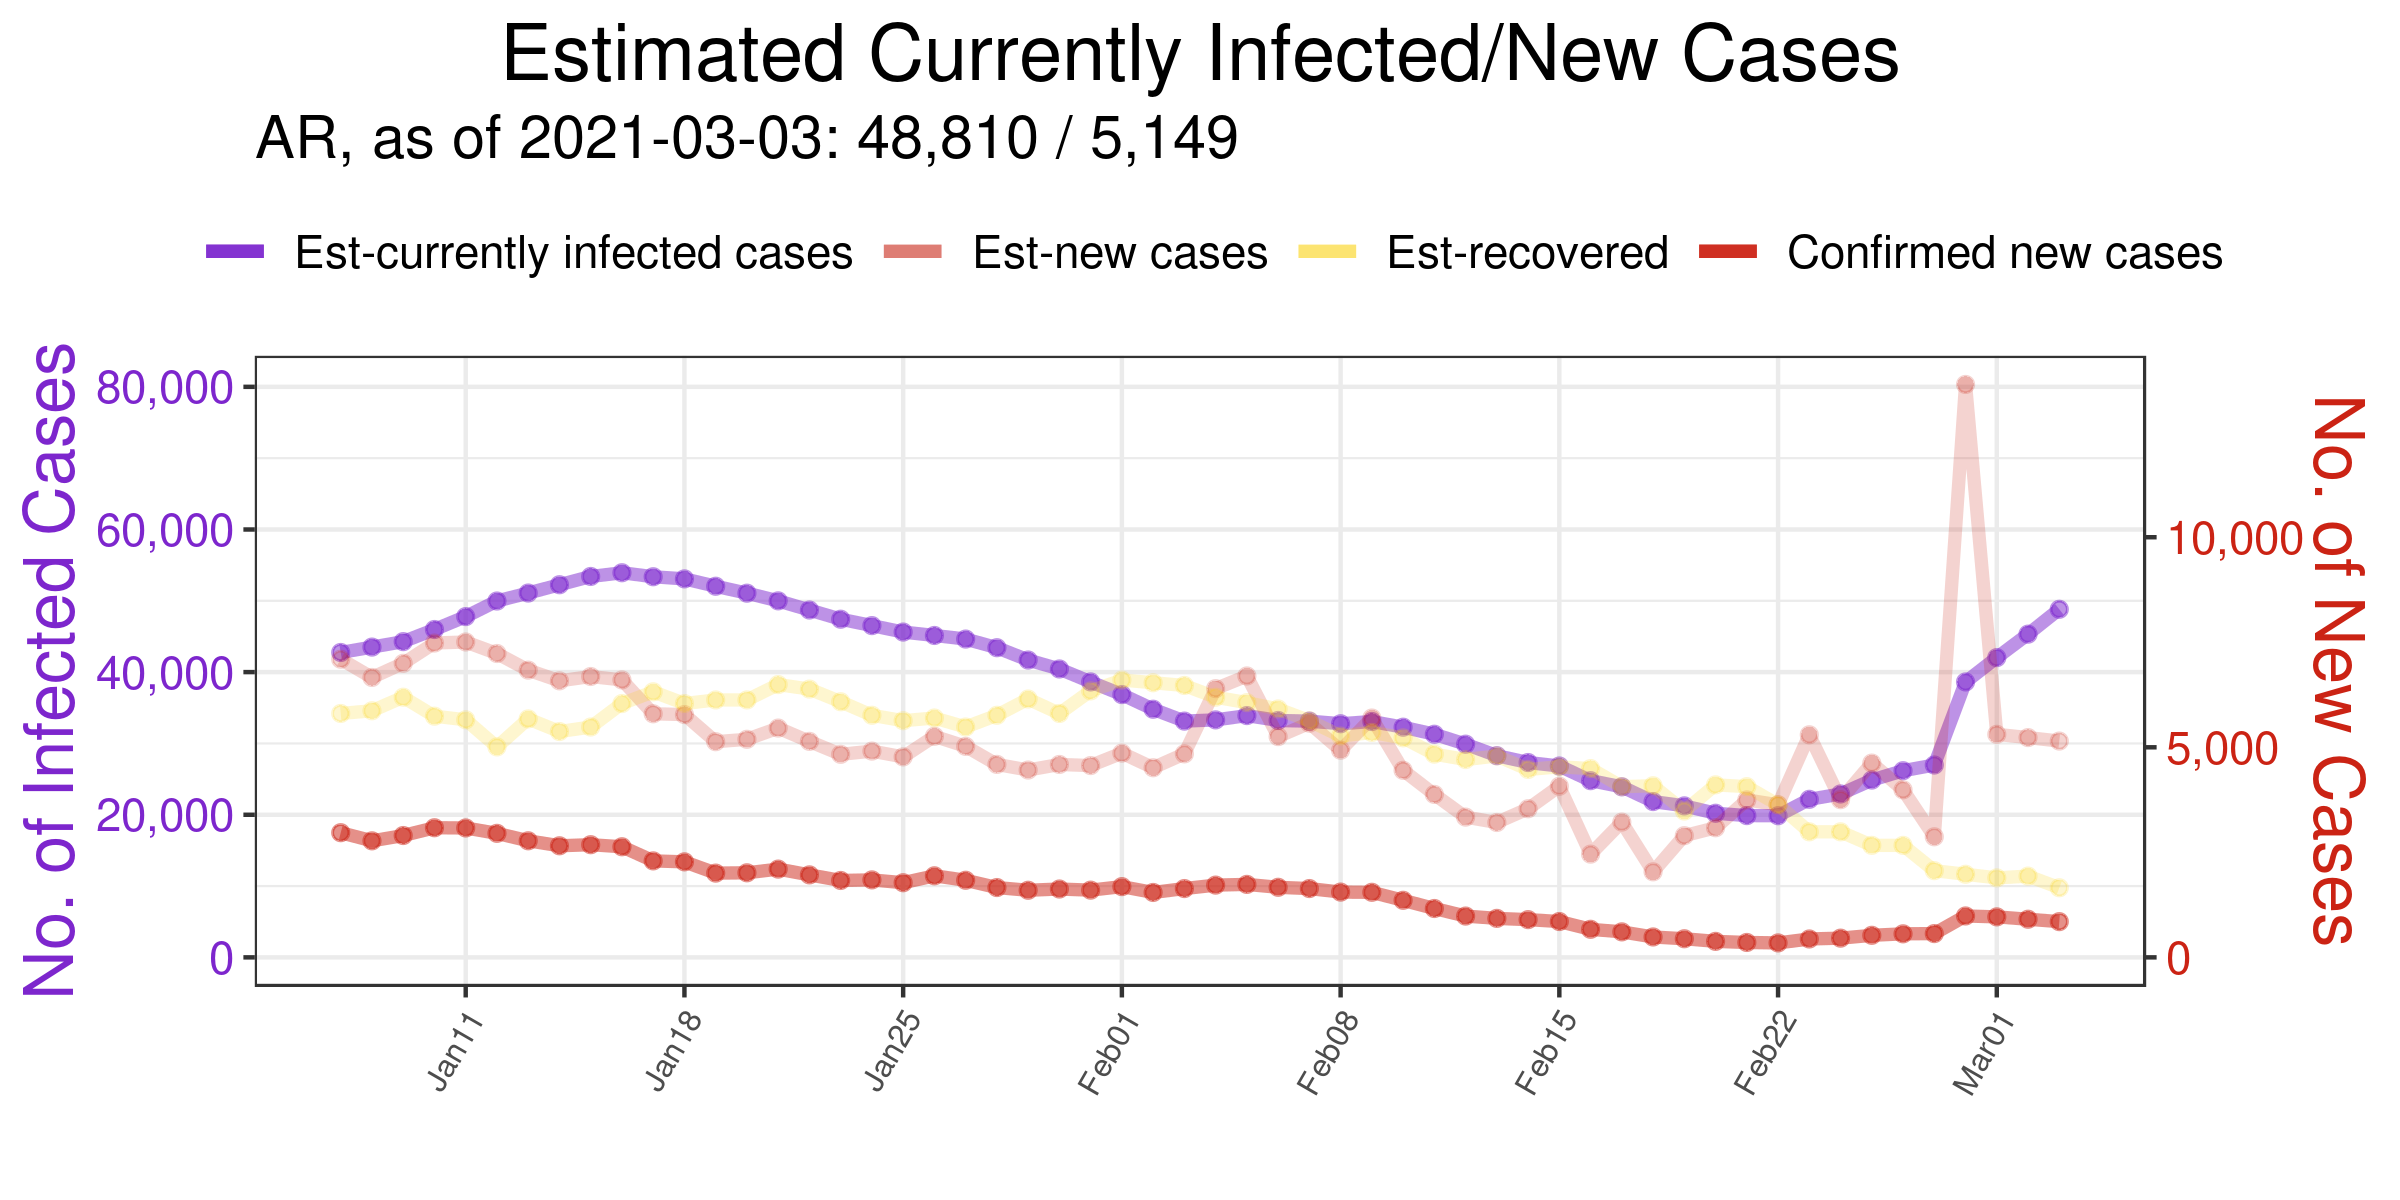 Estimated Currently Infected/New Cases
AR, as of 2021-03-03: 48,810 / 5,149
Est-currently infected cases Est-new cases Est-recovered Confirmed new cases
No. of Infected Cases
80,000
60,000
40,000
20,000
0
10,000
5,000
0
No. of New Cases
Jan11 Jan18 Jan25 Feb01 Feb08 Feb15 Feb22 Mar01